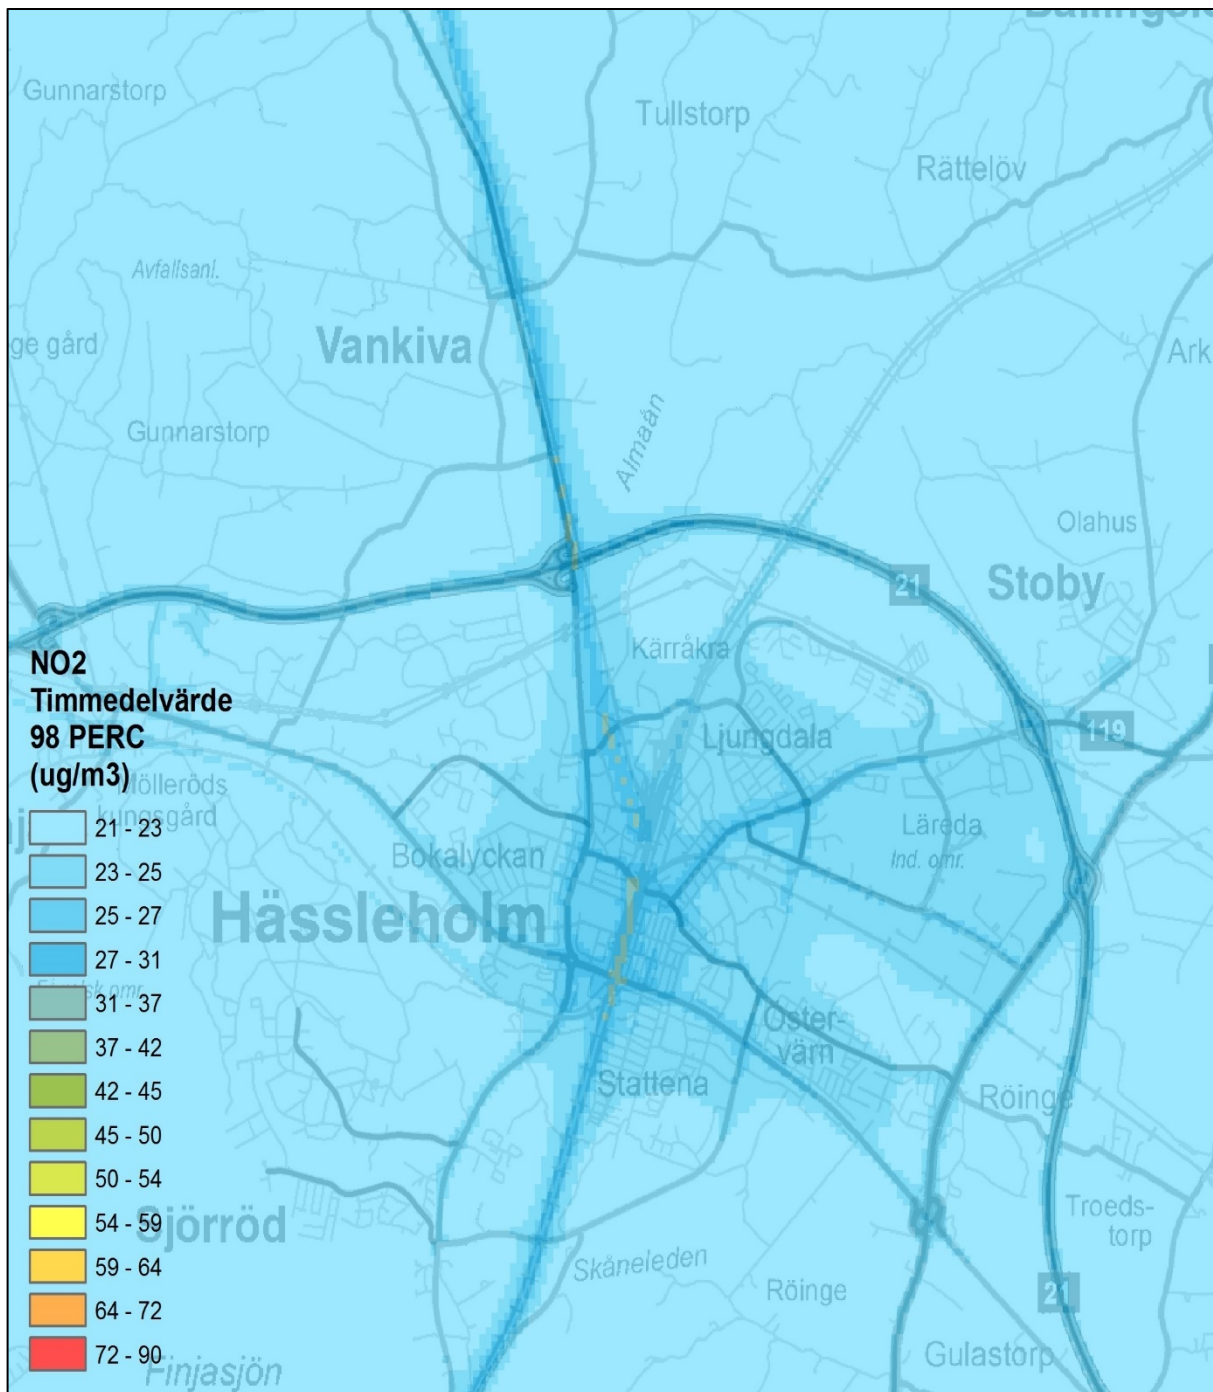 Gunnarstorp
Tullstorp
Rättelöv
Avfallsanl.
ge gård
Vankiva
Ark
Almaån
Gunnarstorp
Olahus
21
Stoby
Kärråkra
NO2
Timmedelvärde
98 PERC
(ug/m3)
Ljungdala
119
Mölleröds
kungsgård
21 - 23
Bokalyckan
Läreda
Ind. omr.
23 - 25
Hässleholm
25 - 27
27 - 31
31 - 37
Öster-
värn
37 - 42
Stattena
42 - 45
Röinge
45 - 50
50 - 54
Sjörröd
Troeds-
torp
54 - 59
Skåneleden
59 - 64
Röinge
21
64 - 72
72 - 90
Finjasjön
Gulastorp